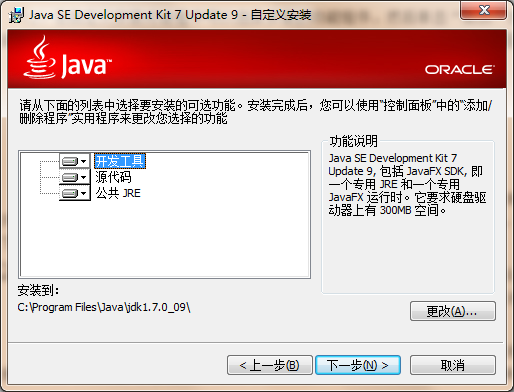 Java SE Development Kit 7 Update 9 - 自定义安装
Java™
ORACLE
请从下面的列表中选择要安装的可选功能。安装完成后，您可以使用“控制面板”中的“添加/
删除程序”实用程序来更改您选择的功能
开发工具
源代码
公共 JRE
功能说明
Java SE Development Kit 7
Update 9, 包括 JavaFX SDK, 即
一个专用 JRE 和一个专用
JavaFX 运行时。它要求硬盘驱
动器上有 300MB 空间。
安装到:
C:\Program Files\Java\jdk1.7.0_09\
更改(A)...
< 上一步(B)
下一步(N) >
取消